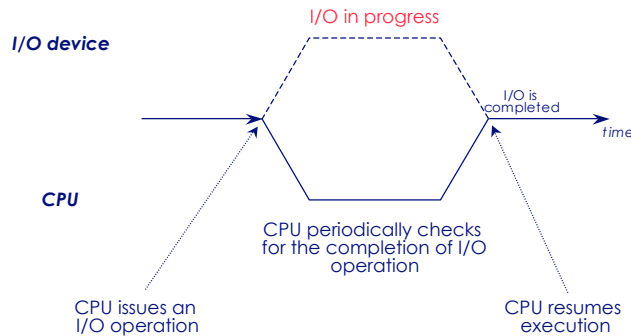 I/O in progress
I/O device
I/O is
completed
time
CPU
CPU periodically checks
for the completion of I/O
operation
CPU issues an
I/O operation
CPU resumes
execution